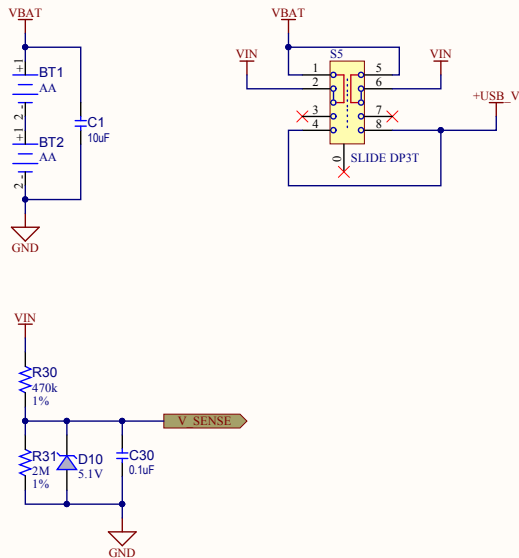 VBAT
BT1
AA
+1
2 -
BT2
AA
+1
2 -
C1
10uF
GND
VBAT
VIN
S5
VIN
1
2
3
4
5
6
7
8
0
SLIDE DP3T
+USB_V
VIN
R30
470k
1%
R31
2M
1%
D10
5.1V
C30
0.1uF
V_SENSE
GND